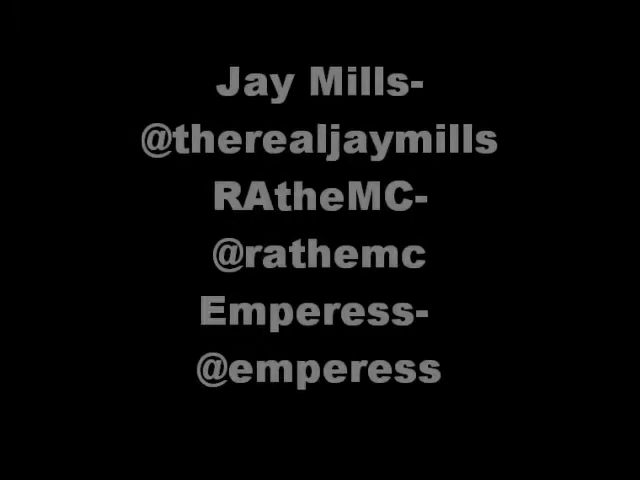 Jay Mills-
@therealjaymills
RAtheMC-
@rathemc
Emperess-
@emperess